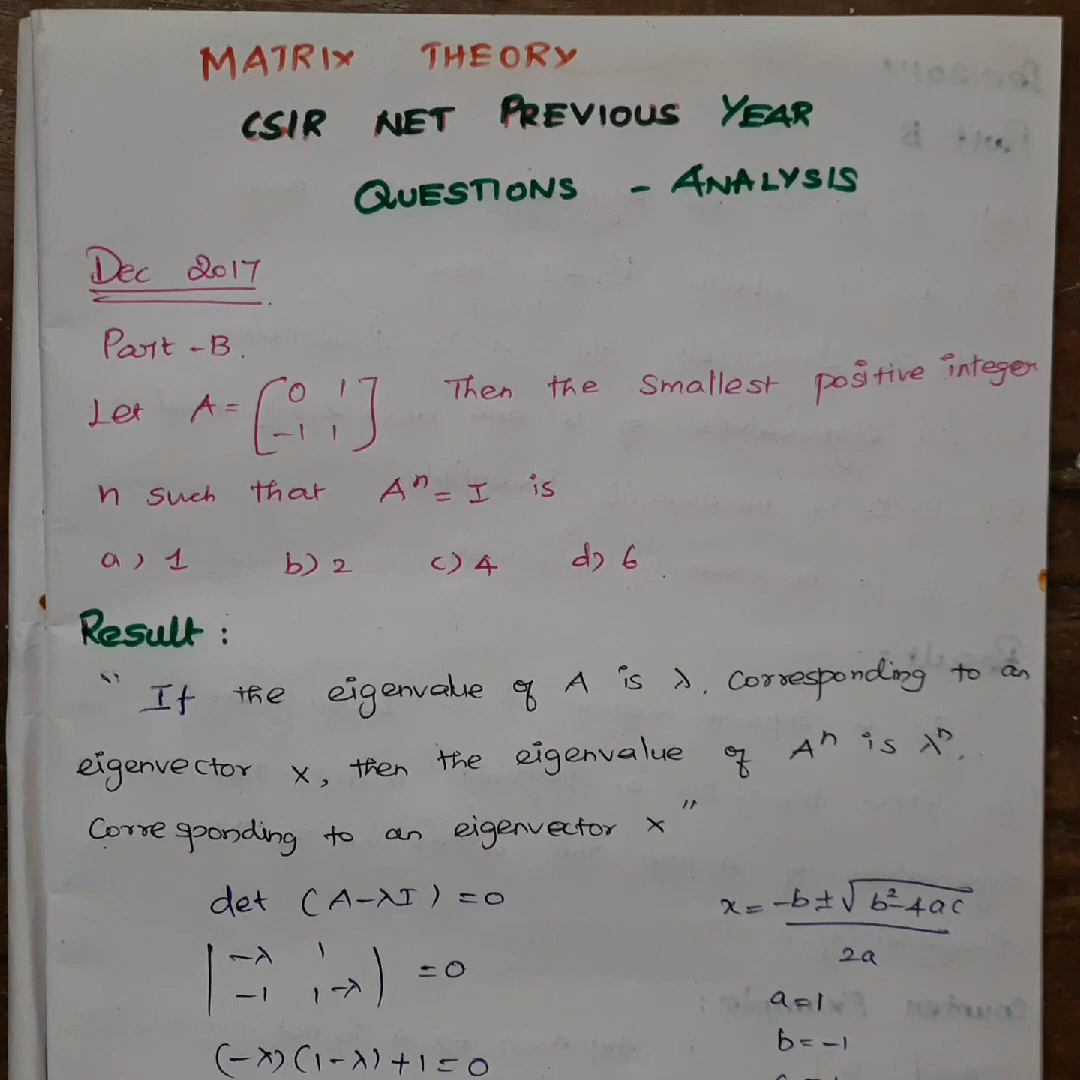 MATRIX THEORY
CSIR NET PREVIOUS YEAR
QUESTIONS - ANALYSIS
Dec 2017
Part - B.
Let A = [0 1 -1 1] Then the Smallest positive integer
n such that Aⁿ = I is
a) 1 b) 2 c) 4 d) 6.
Result :
" If the eigenvalue of A is λ, corresponding to an
eigenvector x, then the eigenvalue of Aⁿ is λⁿ,
Corresponding to an eigenvector x "
det (A-λI) = 0
|-λ 1 -1 1-λ| = 0
(-λ)(1-λ)+1=0
x = -b±√b²-4ac
2a
a=1
b=-1